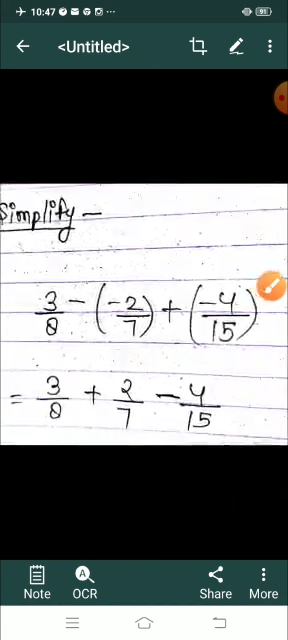 10:47
91
<Untitled>
Simplify -
3/8 - (-2/7) + (-4/15)
= 3/8 + 2/7 - 4/15
Note OCR Share More